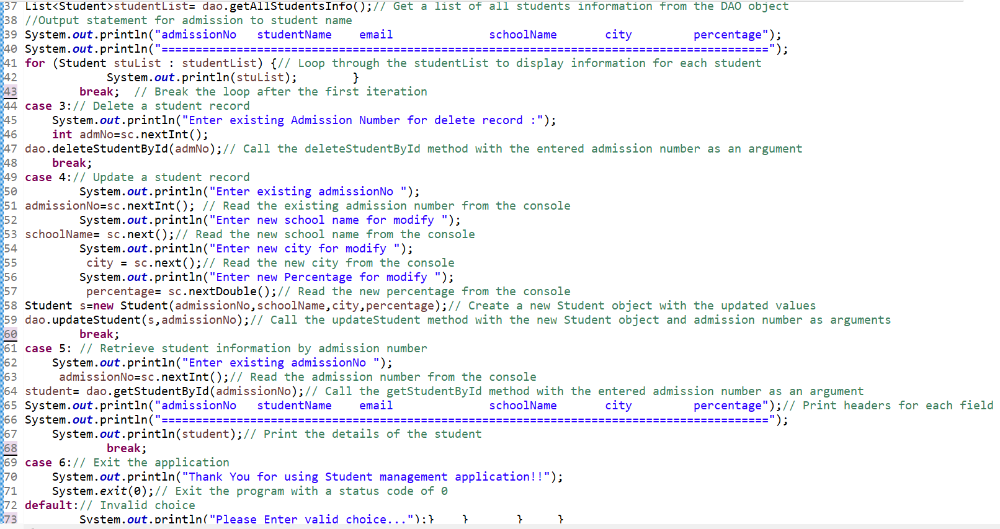 37 List<Student>studentList= dao.getAllStudentsInfo();// Get a list of all students information from the DAO object
38 //Output statement for admission to student name
39 System.out.println("admissionNo   studentName    email              schoolName       city         percentage");
40 System.out.println("=========================================================================================");
41 for (Student stuList : studentList) {// Loop through the studentList to display information for each student
42             System.out.println(stuList);        }
43         break;  // Break the loop after the first iteration
44 case 3:// Delete a student record
45     System.out.println("Enter existing Admission Number for delete record :");
46     int admNo=sc.nextInt();
47 dao.deleteStudentById(admNo);// Call the deleteStudentById method with the entered admission number as an argument
48     break;
49 case 4:// Update a student record
50         System.out.println("Enter existing admissionNo ");
51 admissionNo=sc.nextInt(); // Read the existing admission number from the console
52         System.out.println("Enter new school name for modify ");
53 schoolName= sc.next();// Read the new school name from the console
54         System.out.println("Enter new city for modify ");
55          city = sc.next();// Read the new city from the console
56         System.out.println("Enter new Percentage for modify ");
57          percentage= sc.nextDouble();// Read the new percentage from the console
58 Student s=new Student(admissionNo,schoolName,city,percentage);// Create a new Student object with the updated values
59 dao.updateStudent(s,admissionNo);// Call the updateStudent method with the new Student object and admission number as arguments
60         break;
61 case 5: // Retrieve student information by admission number
62     System.out.println("Enter existing admissionNo ");
63      admissionNo=sc.nextInt();// Read the admission number from the console
64 student= dao.getStudentById(admissionNo);// Call the getStudentById method with the entered admission number as an argument
65 System.out.println("admissionNo   studentName    email              schoolName       city         percentage");// Print headers for each field
66 System.out.println("=========================================================================================");
67     System.out.println(student);// Print the details of the student
68             break;
69 case 6:// Exit the application
70     System.out.println("Thank You for using Student management application!!");
71     System.exit(0);// Exit the program with a status code of 0
72 default:// Invalid choice
73         System.out.println("Please Enter valid choice...");}    }       }     }